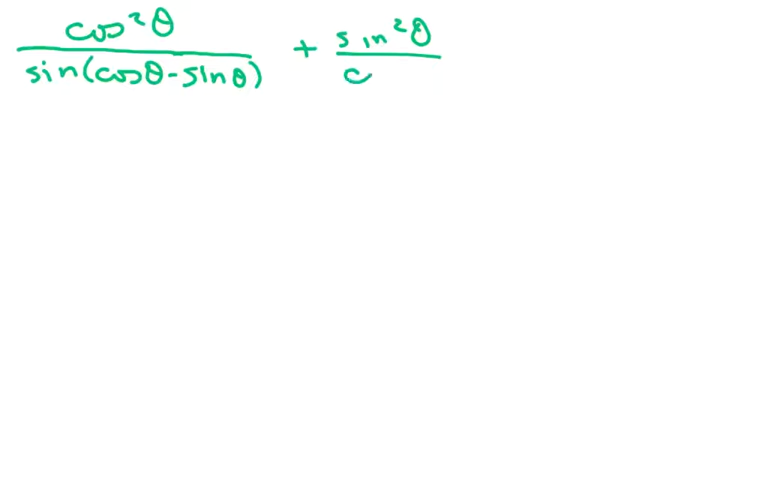 cos²θ / sin(cosθ - sinθ) + sin²θ / c